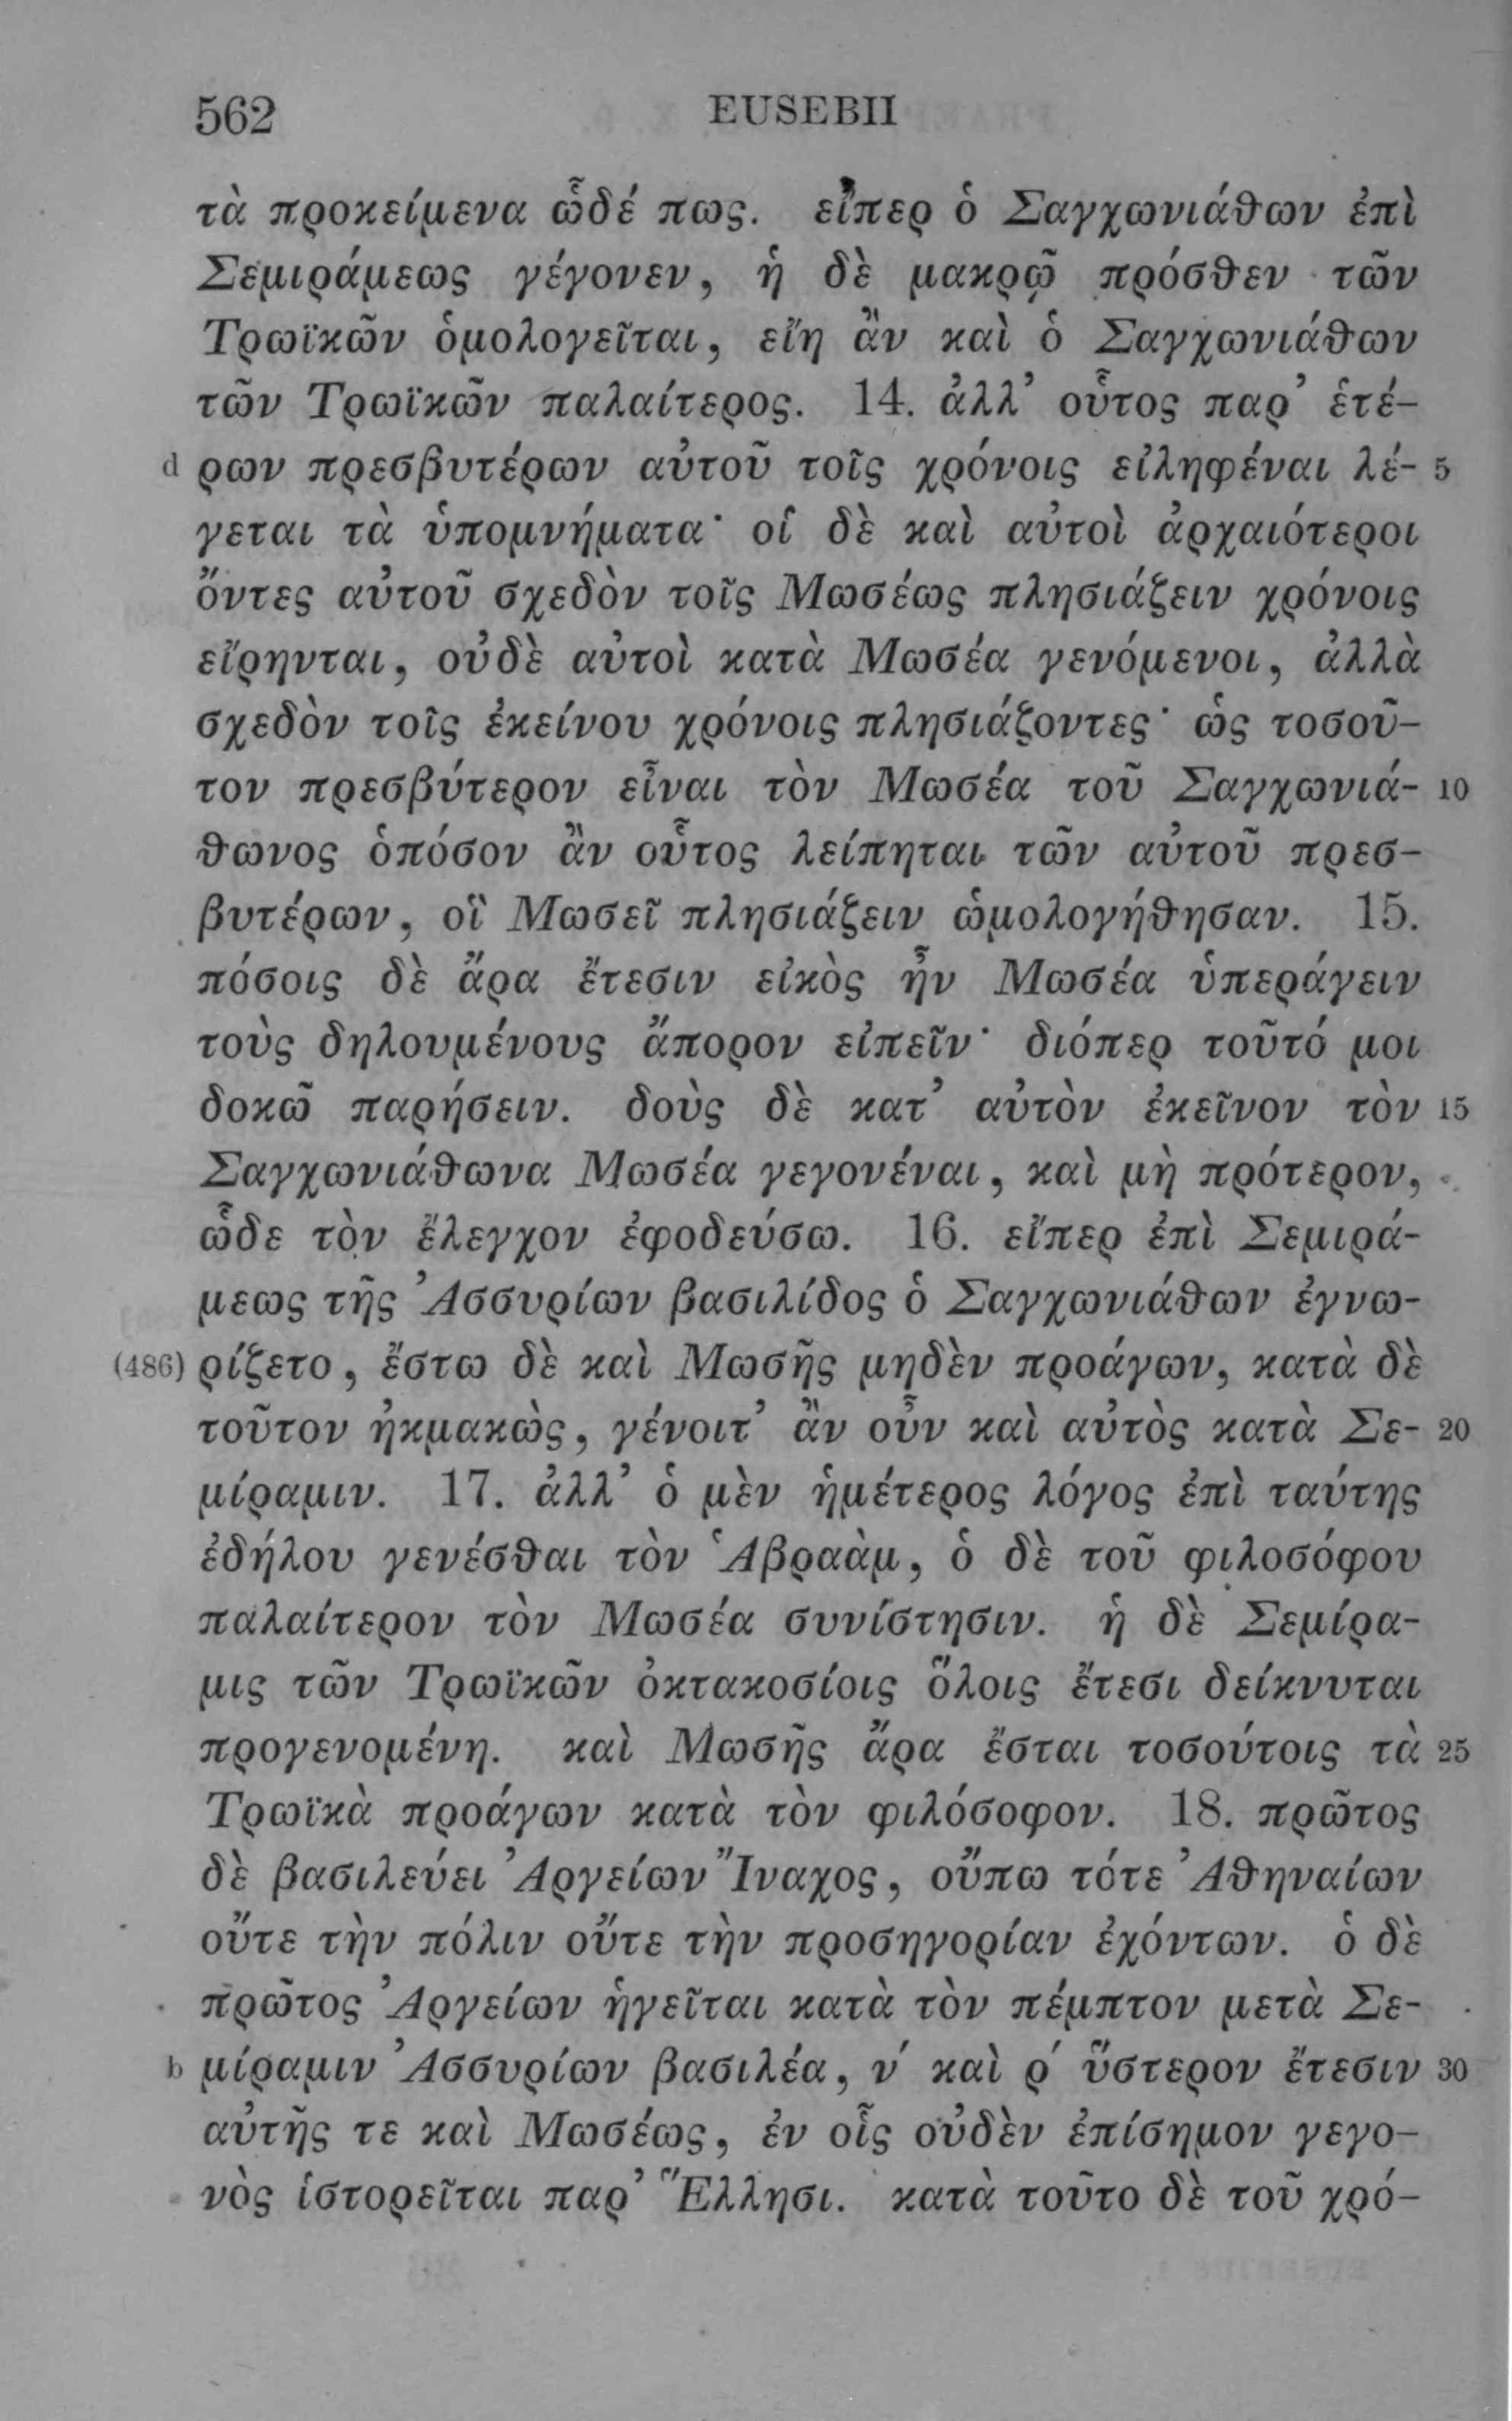 562 EUSEBII
τὰ προκείμενα ὧδέ πως. εἴπερ ὁ Σαγχωνιάθων ἐπὶ
Σεμιράμεως γέγονεν, ἡ δὲ μακρῷ πρόσθεν τῶν
Τρωϊκῶν ὁμολογεῖται, εἴη ἂν καὶ ὁ Σαγχωνιάθων
τῶν Τρωϊκῶν παλαίτερος. 14. ἀλλ’ οὗτος παρ’ ἑτέ-
d ρων πρεσβυτέρων αὐτοῦ τοῖς χρόνοις εἰληφέναι λέ- 5
γεται τὰ ὑπομνήματα· οἱ δὲ καὶ αὐτοὶ ἀρχαιότεροι
ὄντες αὐτοῦ σχεδὸν τοῖς Μωσέως πλησιάζειν χρόνοις
εἴρηνται, οὐδὲ αὐτοὶ κατὰ Μωσέα γενόμενοι, ἀλλὰ
σχεδὸν τοῖς ἐκείνου χρόνοις πλησιάζοντες· ὡς τοσοῦ-
τον πρεσβύτερον εἶναι τὸν Μωσέα τοῦ Σαγχωνιά- 10
θωνος ὁπόσον ἂν οὗτος λείπηται τῶν αὐτοῦ πρεσ-
βυτέρων, οἳ Μωσεῖ πλησιάζειν ὡμολογήθησαν. 15.
πόσοις δὲ ἄρα ἔτεσιν εἰκὸς ἦν Μωσέα ὑπεράγειν
τοὺς δηλουμένους ἄπορον εἰπεῖν· διόπερ τοῦτό μοι
δοκῶ παρήσειν. δοὺς δὲ κατ’ αὐτὸν ἐκεῖνον τὸν 15
Σαγχωνιάθωνα Μωσέα γεγονέναι, καὶ μὴ πρότερον,
ὧδε τὸν ἔλεγχον ἐφοδεύσω. 16. εἴπερ ἐπὶ Σεμιρά-
μεως τῆς Ἀσσυρίων βασιλίδος ὁ Σαγχωνιάθων ἐγνω-
(486) ρίζετο, ἔστω δὲ καὶ Μωσῆς μηδὲν προάγων, κατὰ δὲ
τοῦτον ἠκμακὼς, γένοιτ’ ἂν οὖν καὶ αὐτὸς κατὰ Σε- 20
μίραμιν. 17. ἀλλ’ ὁ μὲν ἡμέτερος λόγος ἐπὶ ταύτης
ἐδήλου γενέσθαι τὸν Ἁβραὰμ, ὁ δὲ τοῦ φιλοσόφου
παλαίτερον τὸν Μωσέα συνίστησιν. ἡ δὲ Σεμίρα-
μις τῶν Τρωϊκῶν ὀκτακοσίοις ὅλοις ἔτεσι δείκνυται
προγενομένη. καὶ Μωσῆς ἄρα ἔσται τοσούτοις τὰ 25
Τρωϊκὰ προάγων κατὰ τὸν φιλόσοφον. 18. πρῶτος
δὲ βασιλεύει Ἀργείων Ἴναχος, οὔπω τότε Ἀθηναίων
οὔτε τὴν πόλιν οὔτε τὴν προσηγορίαν ἐχόντων. ὁ δὲ
πρῶτος Ἀργείων ἡγεῖται κατὰ τὸν πέμπτον μετὰ Σε-
b μίραμιν Ἀσσυρίων βασιλέα, ν΄ καὶ ρ΄ ὕστερον ἔτεσιν 30
αὐτῆς τε καὶ Μωσέως, ἐν οἷς οὐδὲν ἐπίσημον γεγο-
νὸς ἱστορεῖται παρ’ Ἕλλησι. κατὰ τοῦτο δὲ τοῦ χρό-